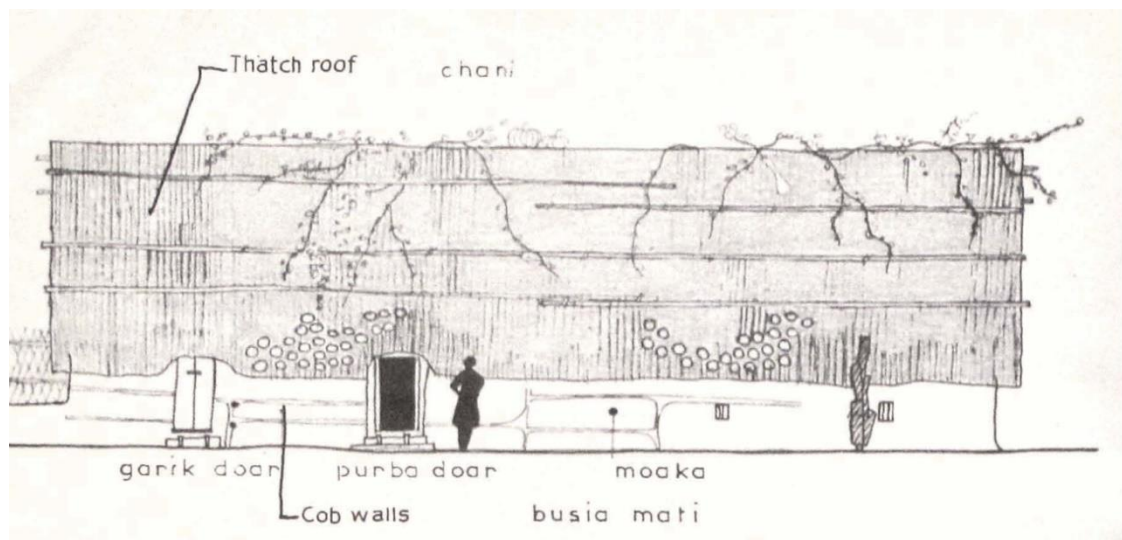 Thatch roof
chani
garik doar
purba doar
moaka
Cob walls
busia mati